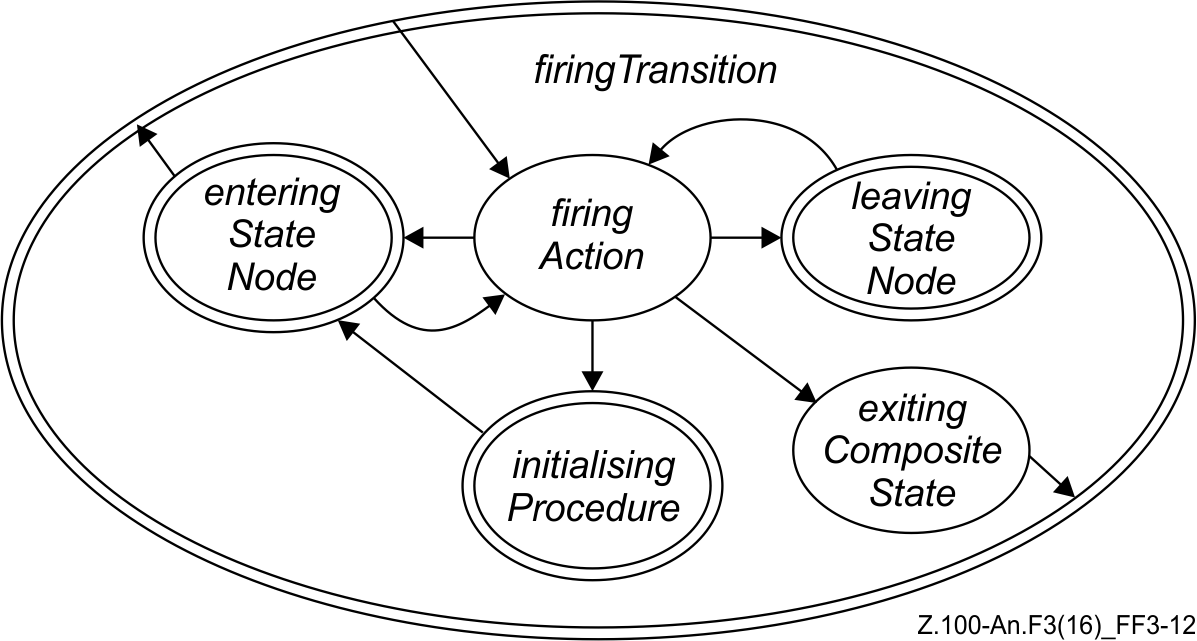 firingTransition
entering
State
Node
firing
Action
leaving
State
Node
initialising
Procedure
exiting
Composite
State
Z.100-An.F3(16)_FF3-12